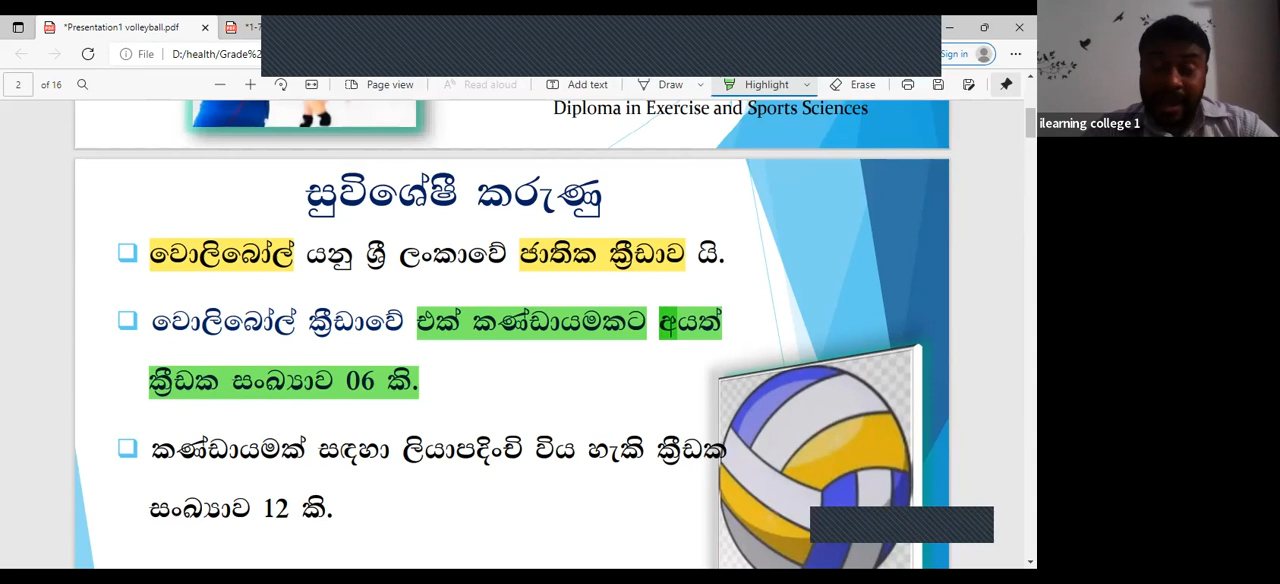 *Presentation1 volleyball.pdf
*1-7
File D:/health/Grade%2
Sign in
2 of 16
Page view
Read aloud
Add text
Draw
Highlight
Erase
ilearning college 1
Diploma in Exercise and Sports Sciences
සුවිශේෂී කරුණු
වොලිබෝල් යනු ශ්‍රී ලංකාවේ ජාතික ක්‍රීඩාව යි.
වොලිබෝල් ක්‍රීඩාවේ එක් කණ්ඩායමකට අයත්
ක්‍රීඩක සංඛ්‍යාව 06 කි.
කණ්ඩායමක් සඳහා ලියාපදිංචි විය හැකි ක්‍රීඩක
සංඛ්‍යාව 12 කි.